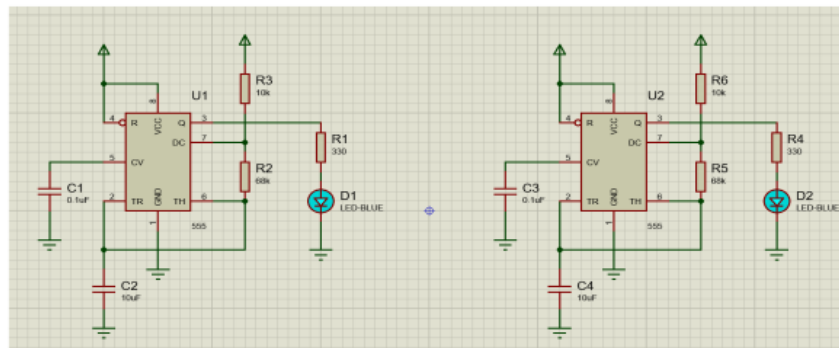 U1
R3
10k
4
R
8
VCC
Q
3
DC
7
R1
330
5
CV
R2
68k
C1
0.1uF
2
TR
GND
1
TH
6
D1
LED-BLUE
555
C2
10uF
U2
R6
10k
4
R
8
VCC
Q
3
DC
7
R4
330
5
CV
R5
68k
C3
0.1uF
2
TR
GND
1
TH
6
D2
LED-BLUE
555
C4
10uF